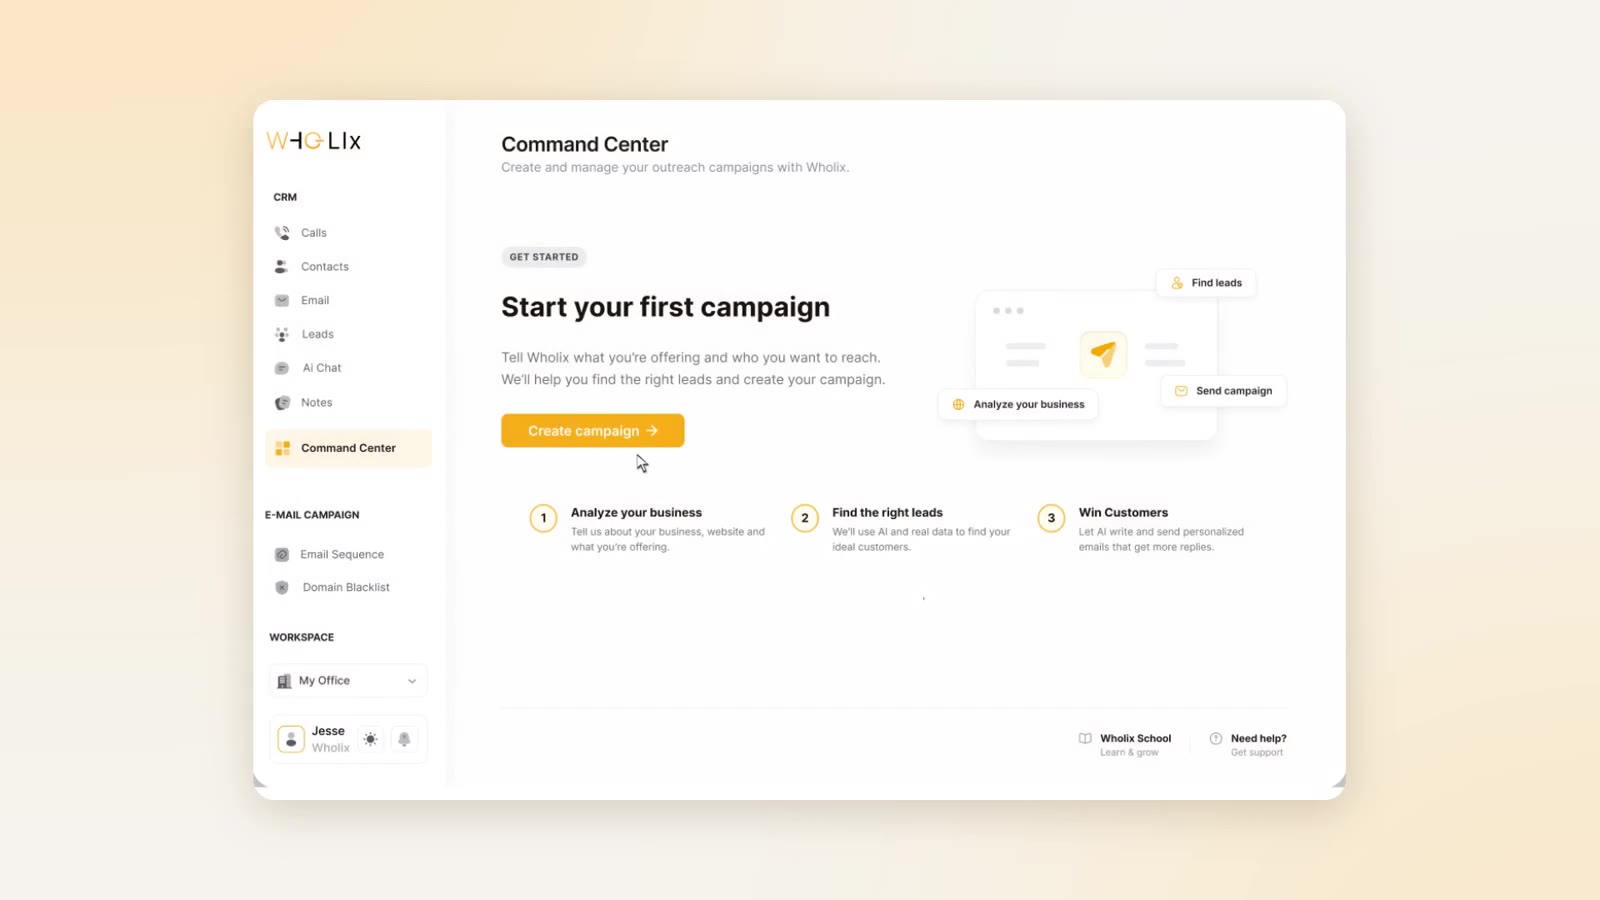 WHOLIx
CRM
Calls
Contacts
Email
Leads
Ai Chat
Notes
Command Center
E-MAIL CAMPAIGN
Email Sequence
Domain Blacklist
WORKSPACE
My Office
Jesse
Wholix
Command Center
Create and manage your outreach campaigns with Wholix.
GET STARTED
Start your first campaign
Tell Wholix what you're offering and who you want to reach.
We'll help you find the right leads and create your campaign.
Create campaign →
Find leads
Send campaign
Analyze your business
1
Analyze your business
Tell us about your business, website and
what you're offering.
2
Find the right leads
We'll use AI and real data to find your
ideal customers.
3
Win Customers
Let AI write and send personalized
emails that get more replies.
Wholix School
Learn & grow
Need help?
Get support